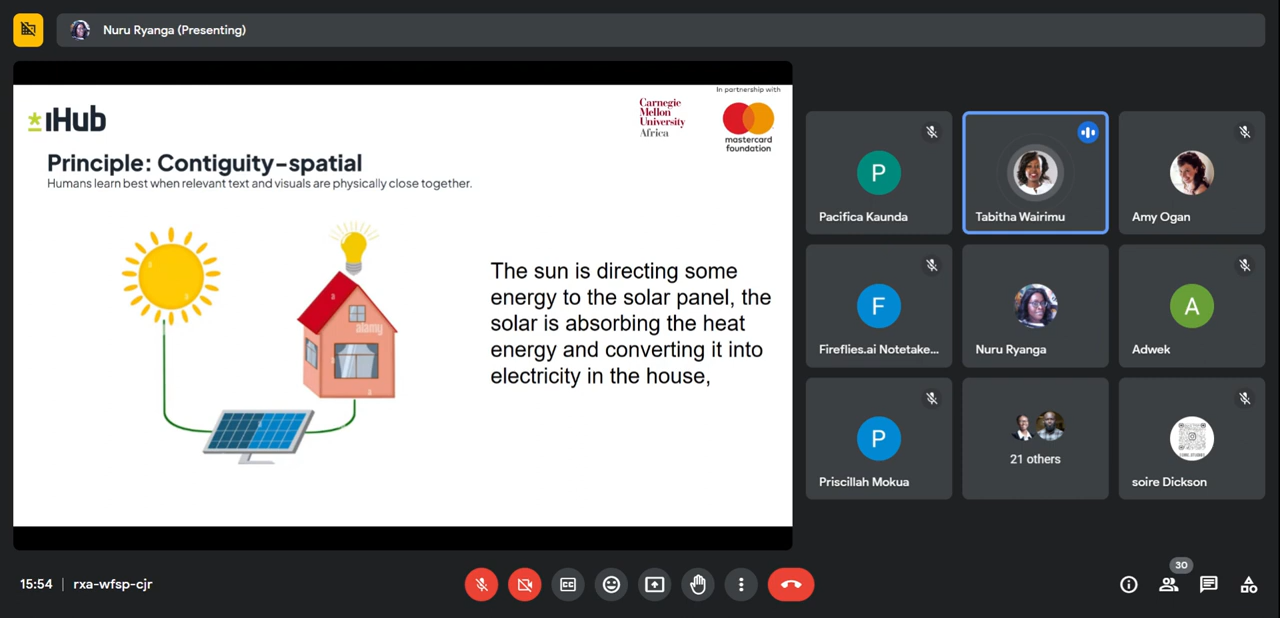 Nuru Ryanga (Presenting)
In partnership with
*iHub
Carnegie
Mellon
University
Africa
mastercard
foundation
Principle: Contiguity-spatial
Humans learn best when relevant text and visuals are physically close together.
alamy
The sun is directing some
energy to the solar panel, the
solar is absorbing the heat
energy and converting it into
electricity in the house,
P
Pacifica Kaunda
Tabitha Wairimu
Amy Ogan
F
Fireflies.ai Notetake...
Nuru Ryanga
A
Adwek
P
Priscillah Mokua
21 others
soire Dickson
15:54 | rxa-wfsp-cjr
CC
30